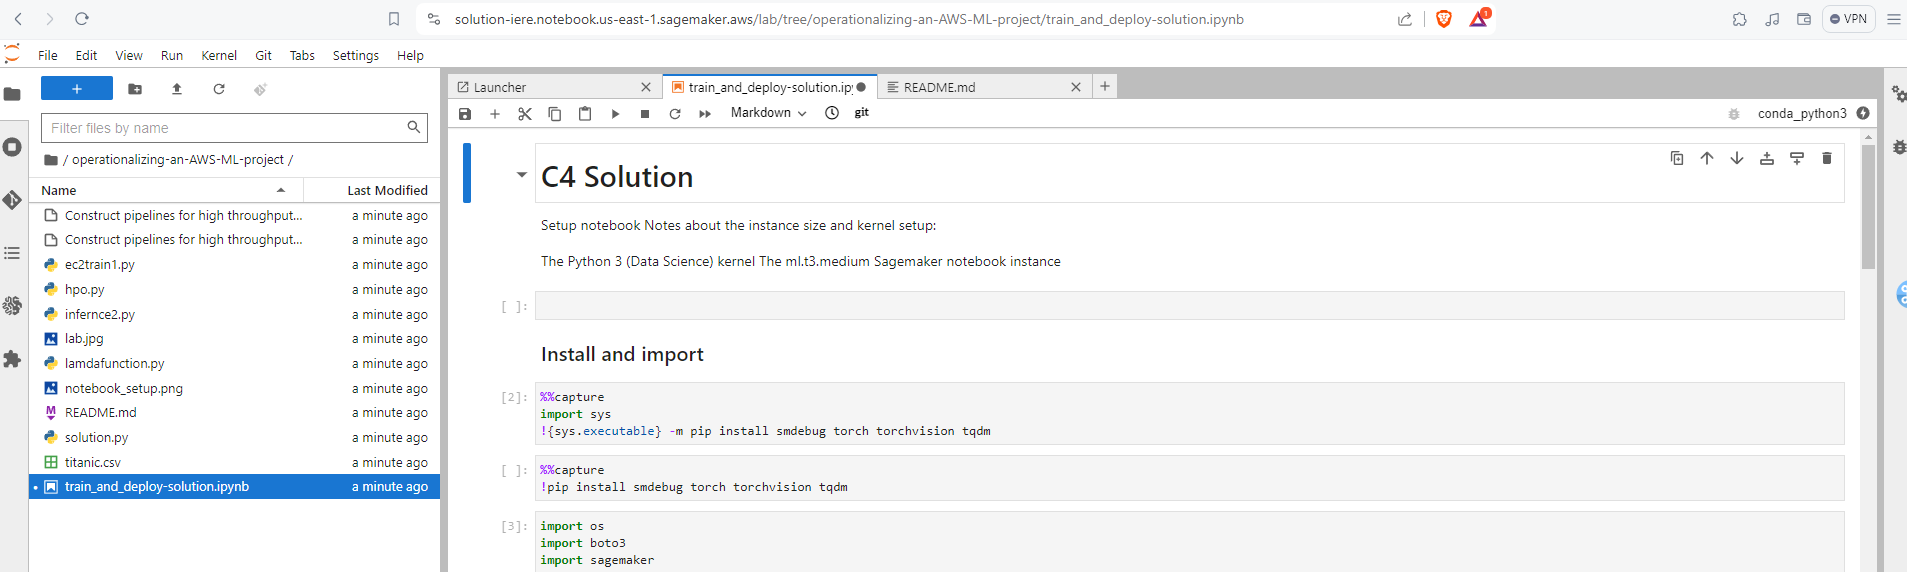 solution-iere.notebook.us-east-1.sagemaker.aws/lab/tree/operationalizing-an-AWS-ML-project/train_and_deploy-solution.ipynb
1
VPN
File Edit View Run Kernel Git Tabs Settings Help
+
Filter files by name
/ operationalizing-an-AWS-ML-project /
Name Last Modified
Construct pipelines for high throughput... a minute ago
Construct pipelines for high throughput... a minute ago
ec2train1.py a minute ago
hpo.py a minute ago
infernce2.py a minute ago
lab.jpg a minute ago
lamdafunction.py a minute ago
notebook_setup.png a minute ago
README.md a minute ago
solution.py a minute ago
titanic.csv a minute ago
train_and_deploy-solution.ipynb a minute ago
Launcher
train_and_deploy-solution.ip
README.md
Markdown
git
conda_python3
C4 Solution
Setup notebook Notes about the instance size and kernel setup:
The Python 3 (Data Science) kernel The ml.t3.medium Sagemaker notebook instance
[ ]:
Install and import
[2]: %%capture
import sys
!{sys.executable} -m pip install smdebug torch torchvision tqdm
[ ]: %%capture
!pip install smdebug torch torchvision tqdm
[3]: import os
import boto3
import sagemaker